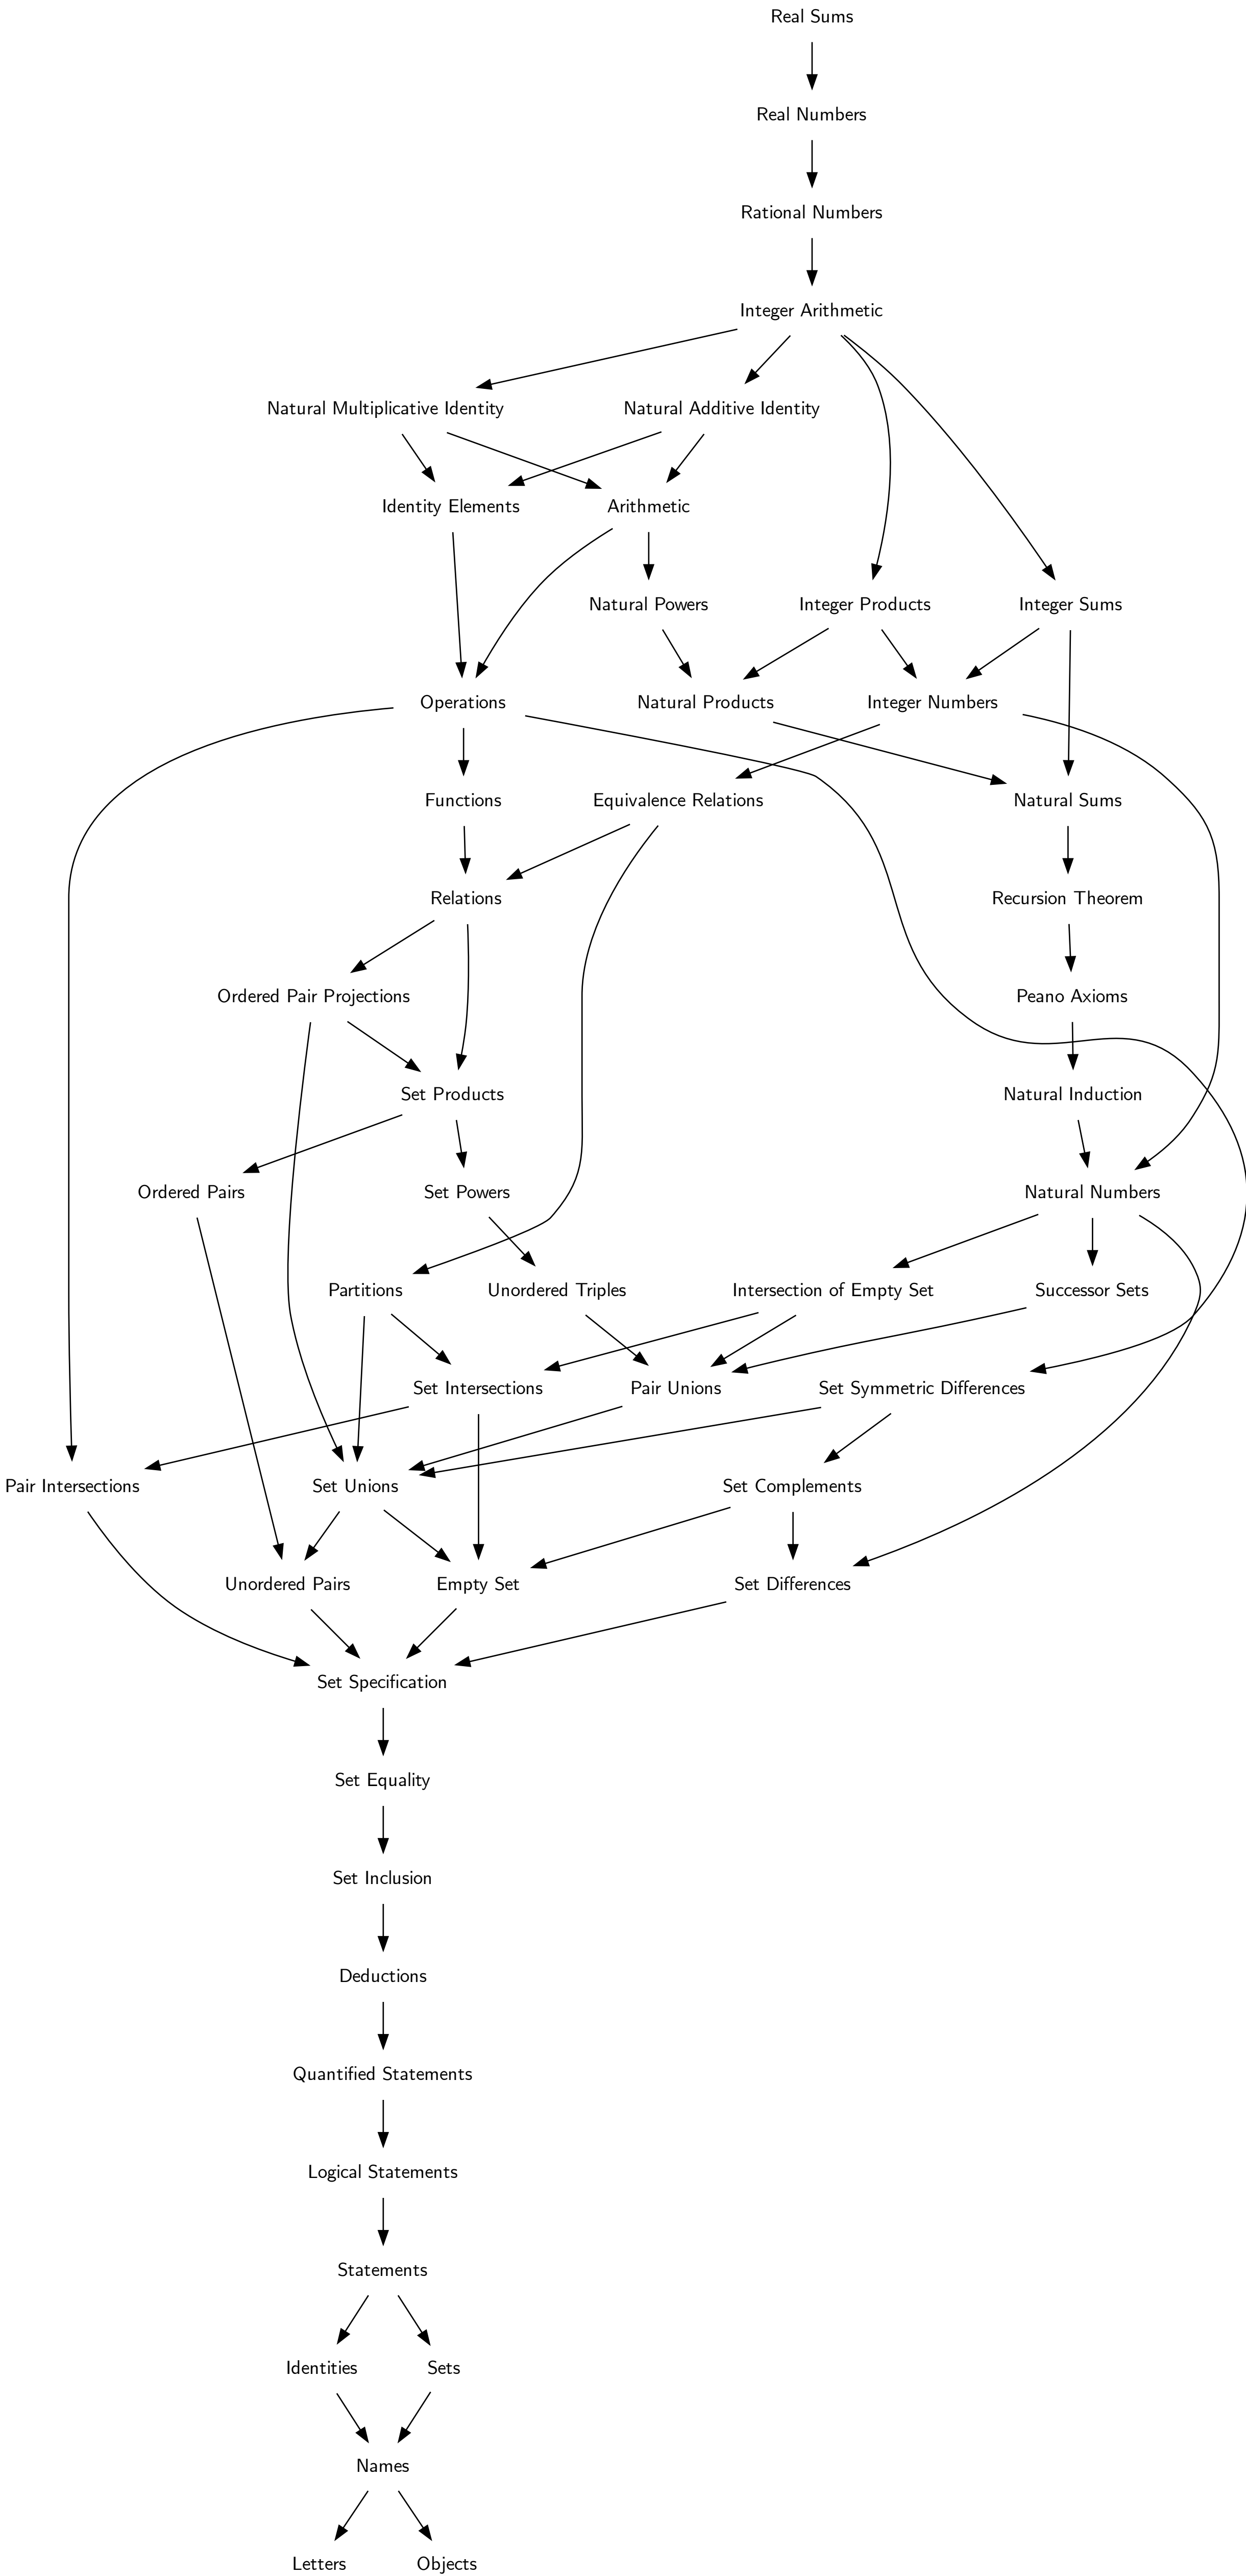 Real Sums
Real Numbers
Rational Numbers
Integer Arithmetic
Natural Multiplicative Identity
Natural Additive Identity
Identity Elements
Arithmetic
Natural Powers
Integer Products
Integer Sums
Operations
Natural Products
Integer Numbers
Functions
Equivalence Relations
Natural Sums
Relations
Recursion Theorem
Ordered Pair Projections
Peano Axioms
Set Products
Natural Induction
Ordered Pairs
Set Powers
Natural Numbers
Partitions
Unordered Triples
Intersection of Empty Set
Successor Sets
Set Intersections
Pair Unions
Set Symmetric Differences
Pair Intersections
Set Unions
Set Complements
Unordered Pairs
Empty Set
Set Differences
Set Specification
Set Equality
Set Inclusion
Deductions
Quantified Statements
Logical Statements
Statements
Identities
Sets
Names
Letters
Objects